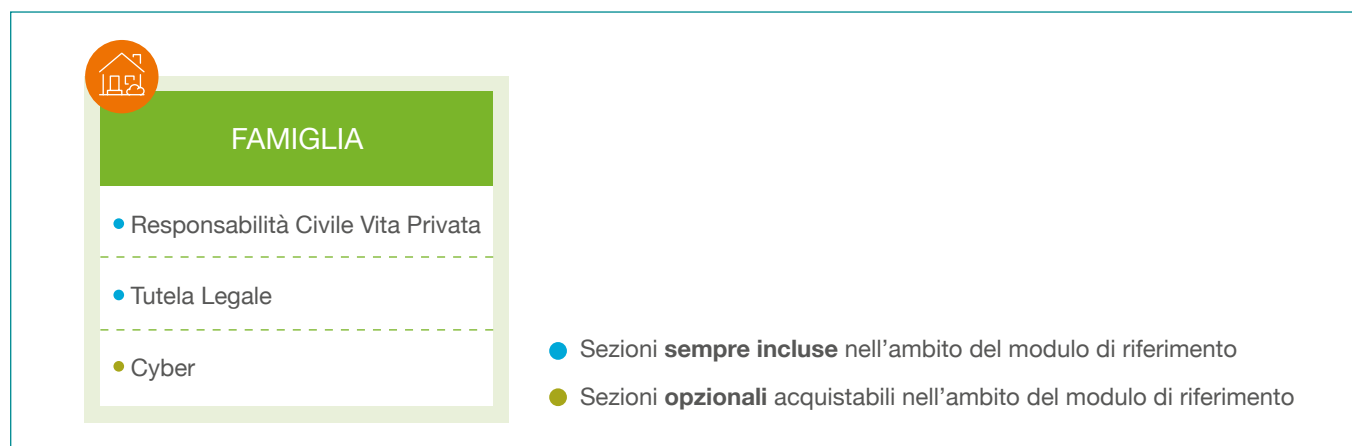 FAMIGLIA
Responsabilità Civile Vita Privata
Tutela Legale
Cyber
Sezioni sempre incluse nell’ambito del modulo di riferimento
Sezioni opzionali acquistabili nell’ambito del modulo di riferimento